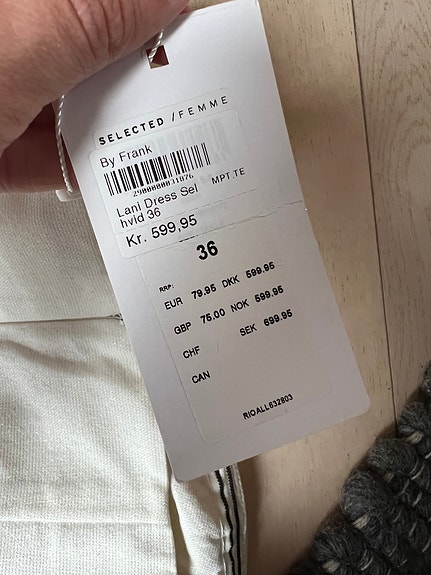 SELECTED / FEMME
By Frank
2900000031876
Lani Dress Sel MPT.TE
hvid 36
Kr. 599,95
36
RRP:
EUR 79.95 DKK 599.95
GBP 75.00 NOK 599.95
CHF SEK 699.95
CAN
RIOALL632803